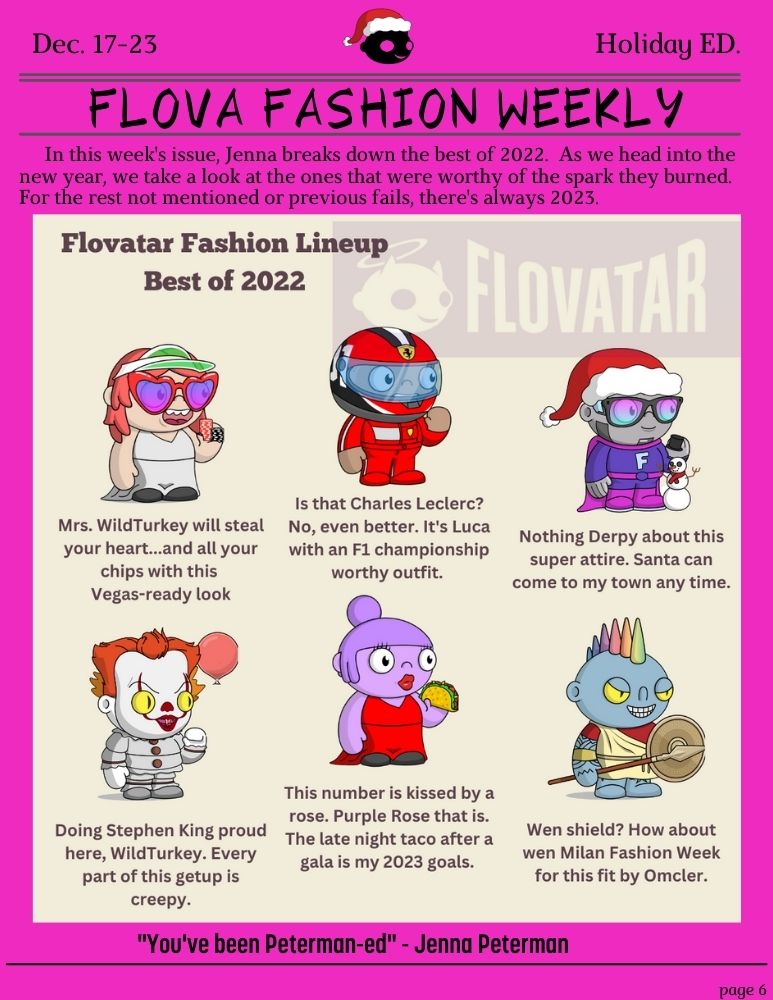 Dec. 17-23
Holiday ED.
FLOVA FASHION WEEKLY
In this week's issue, Jenna breaks down the best of 2022. As we head into the
new year, we take a look at the ones that were worthy of the spark they burned.
For the rest not mentioned or previous fails, there's always 2023.
Flovatar Fashion Lineup
Best of 2022
FLOVATAR
Mrs. WildTurkey will steal
your heart...and all your
chips with this
Vegas-ready look
Is that Charles Leclerc?
No, even better. It's Luca
with an F1 championship
worthy outfit.
F
Nothing Derpy about this
super attire. Santa can
come to my town any time.
Doing Stephen King proud
here, WildTurkey. Every
part of this getup is
creepy.
This number is kissed by a
rose. Purple Rose that is.
The late night taco after a
gala is my 2023 goals.
Wen shield? How about
wen Milan Fashion Week
for this fit by Omcler.
"You've been Peterman-ed" - Jenna Peterman
page 6